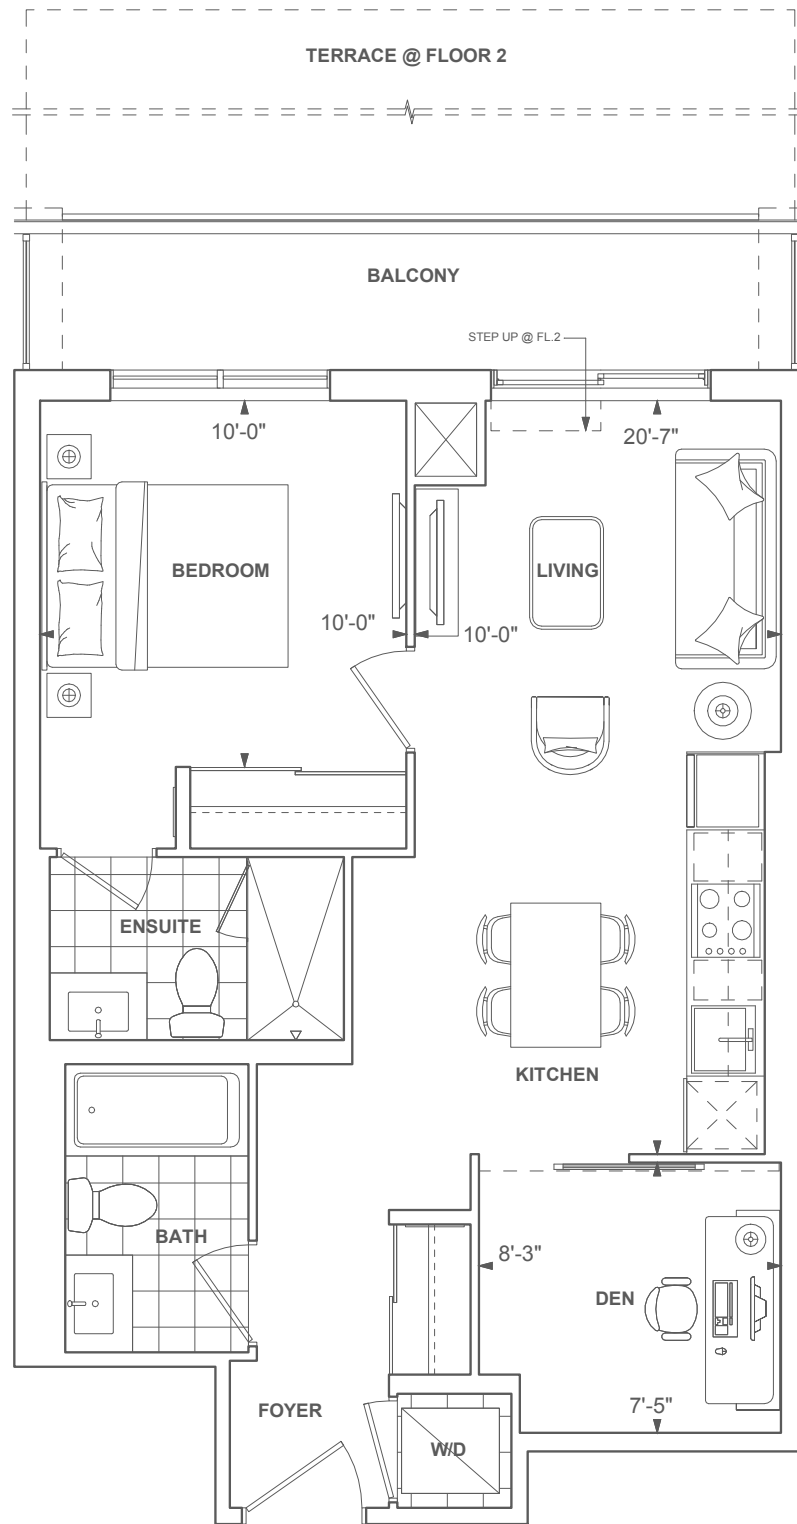 TERRACE @ FLOOR 2
BALCONY
STEP UP @ FL.2
10'-0"
20'-7"
BEDROOM
LIVING
10'-0"
10'-0"
ENSUITE
KITCHEN
BATH
8'-3"
DEN
7'-5"
FOYER
W/D